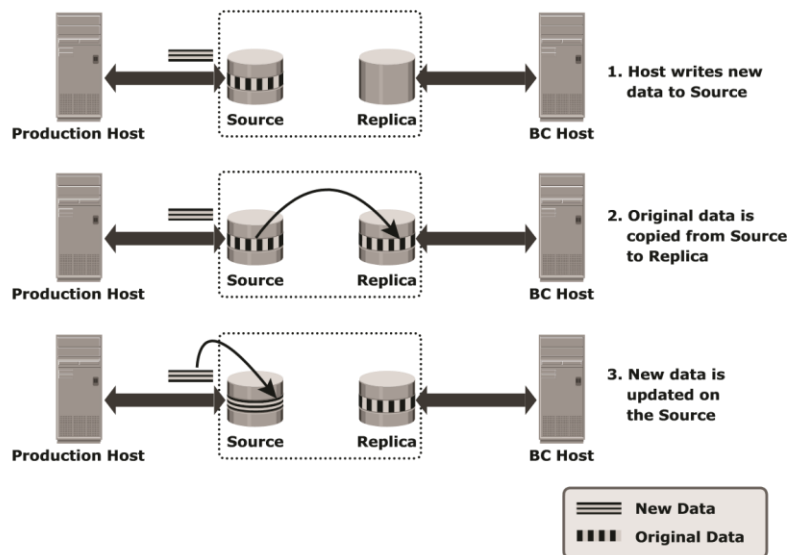 Production Host
Source
Replica
BC Host
1. Host writes new
data to Source
Production Host
Source
Replica
BC Host
2. Original data is
copied from Source
to Replica
Production Host
Source
Replica
BC Host
3. New data is
updated on
the Source
New Data
Original Data